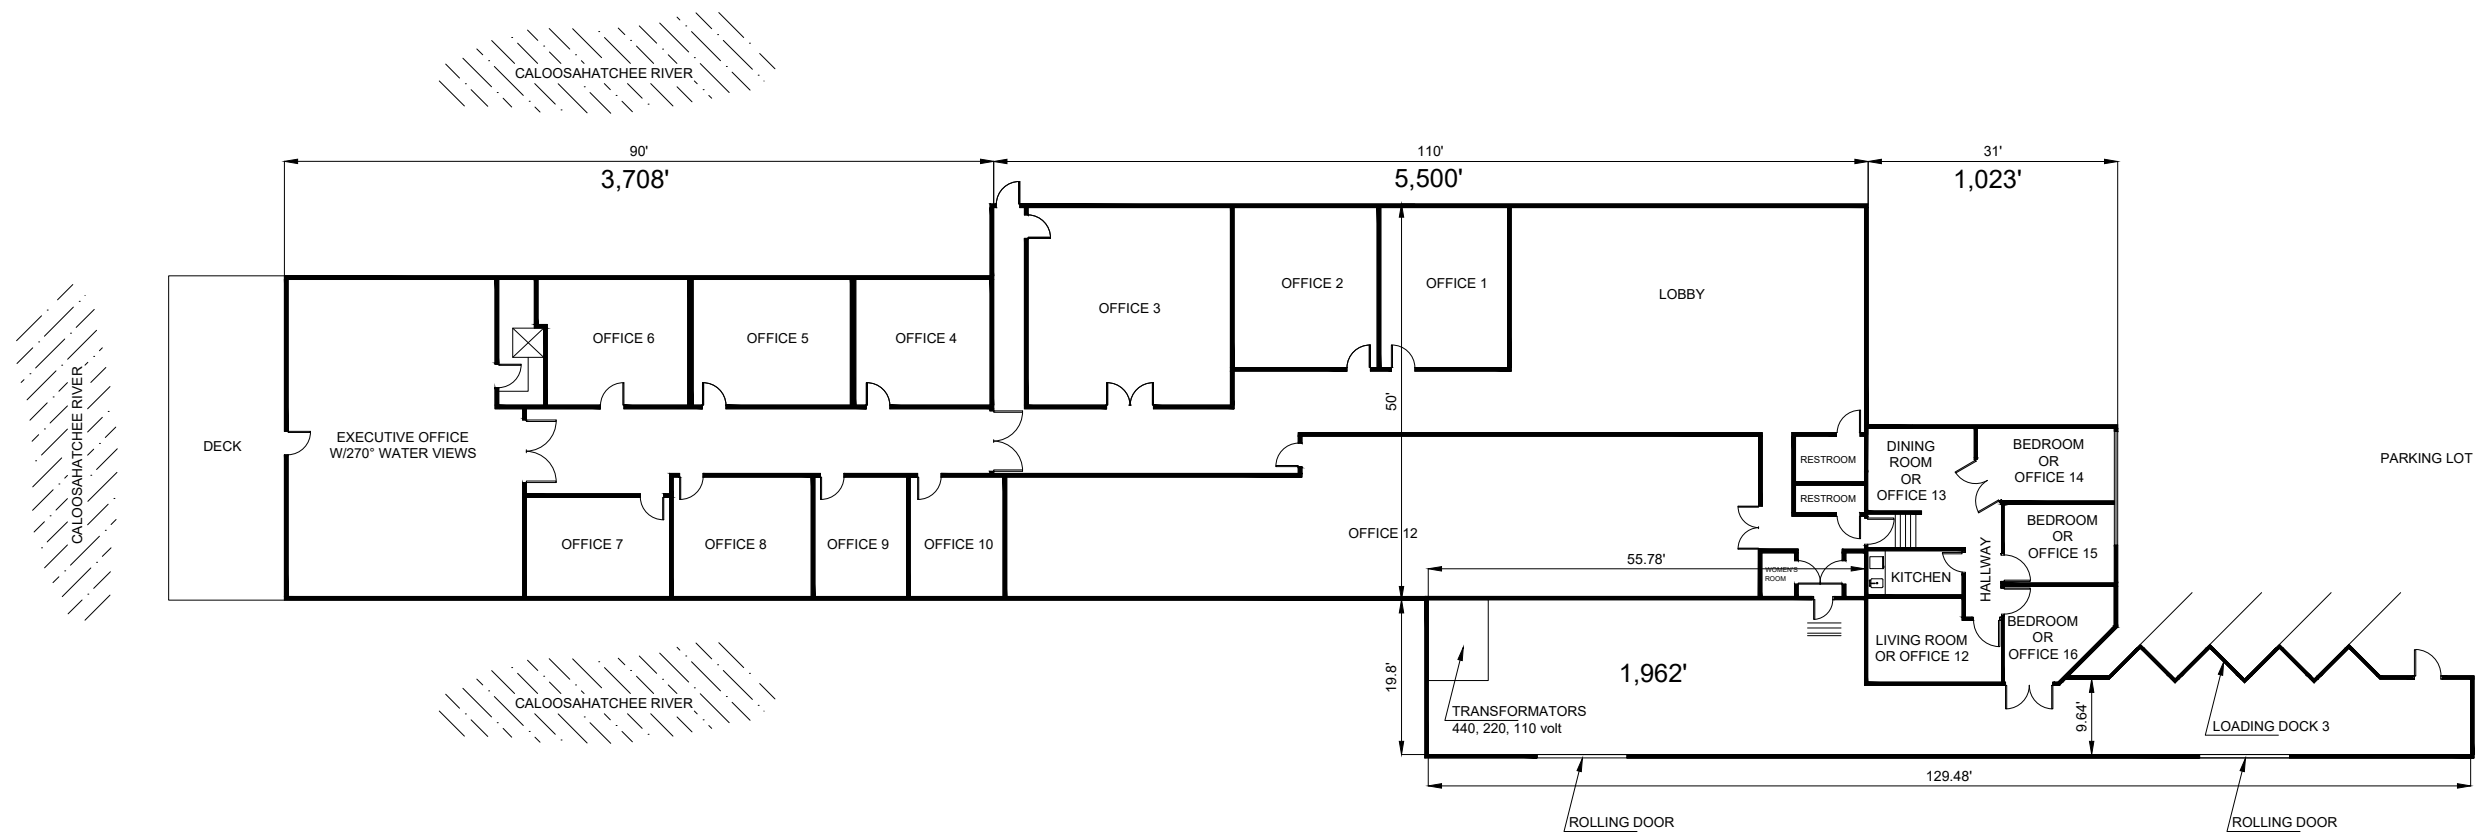 CALOOSAHATCHEE RIVER
90'
110'
31'
3,708'
5,500'
1,023'
OFFICE 3
OFFICE 2
OFFICE 1
LOBBY
OFFICE 6
OFFICE 5
OFFICE 4
50'
CALOOSAHATCHEE RIVER
DECK
EXECUTIVE OFFICE
W/270° WATER VIEWS
RESTROOM
RESTROOM
DINING
ROOM
OR
OFFICE 13
BEDROOM
OR
OFFICE 14
PARKING LOT
OFFICE 7
OFFICE 8
OFFICE 9
OFFICE 10
OFFICE 12
55.78'
WOMEN'S
ROOM
KITCHEN
HALLWAY
BEDROOM
OR
OFFICE 15
BEDROOM
OR
OFFICE 16
LIVING ROOM
OR OFFICE 12
19.8'
1,962'
CALOOSAHATCHEE RIVER
TRANSFORMATORS
440, 220, 110 volt
9.64'
LOADING DOCK 3
129.48'
ROLLING DOOR
ROLLING DOOR